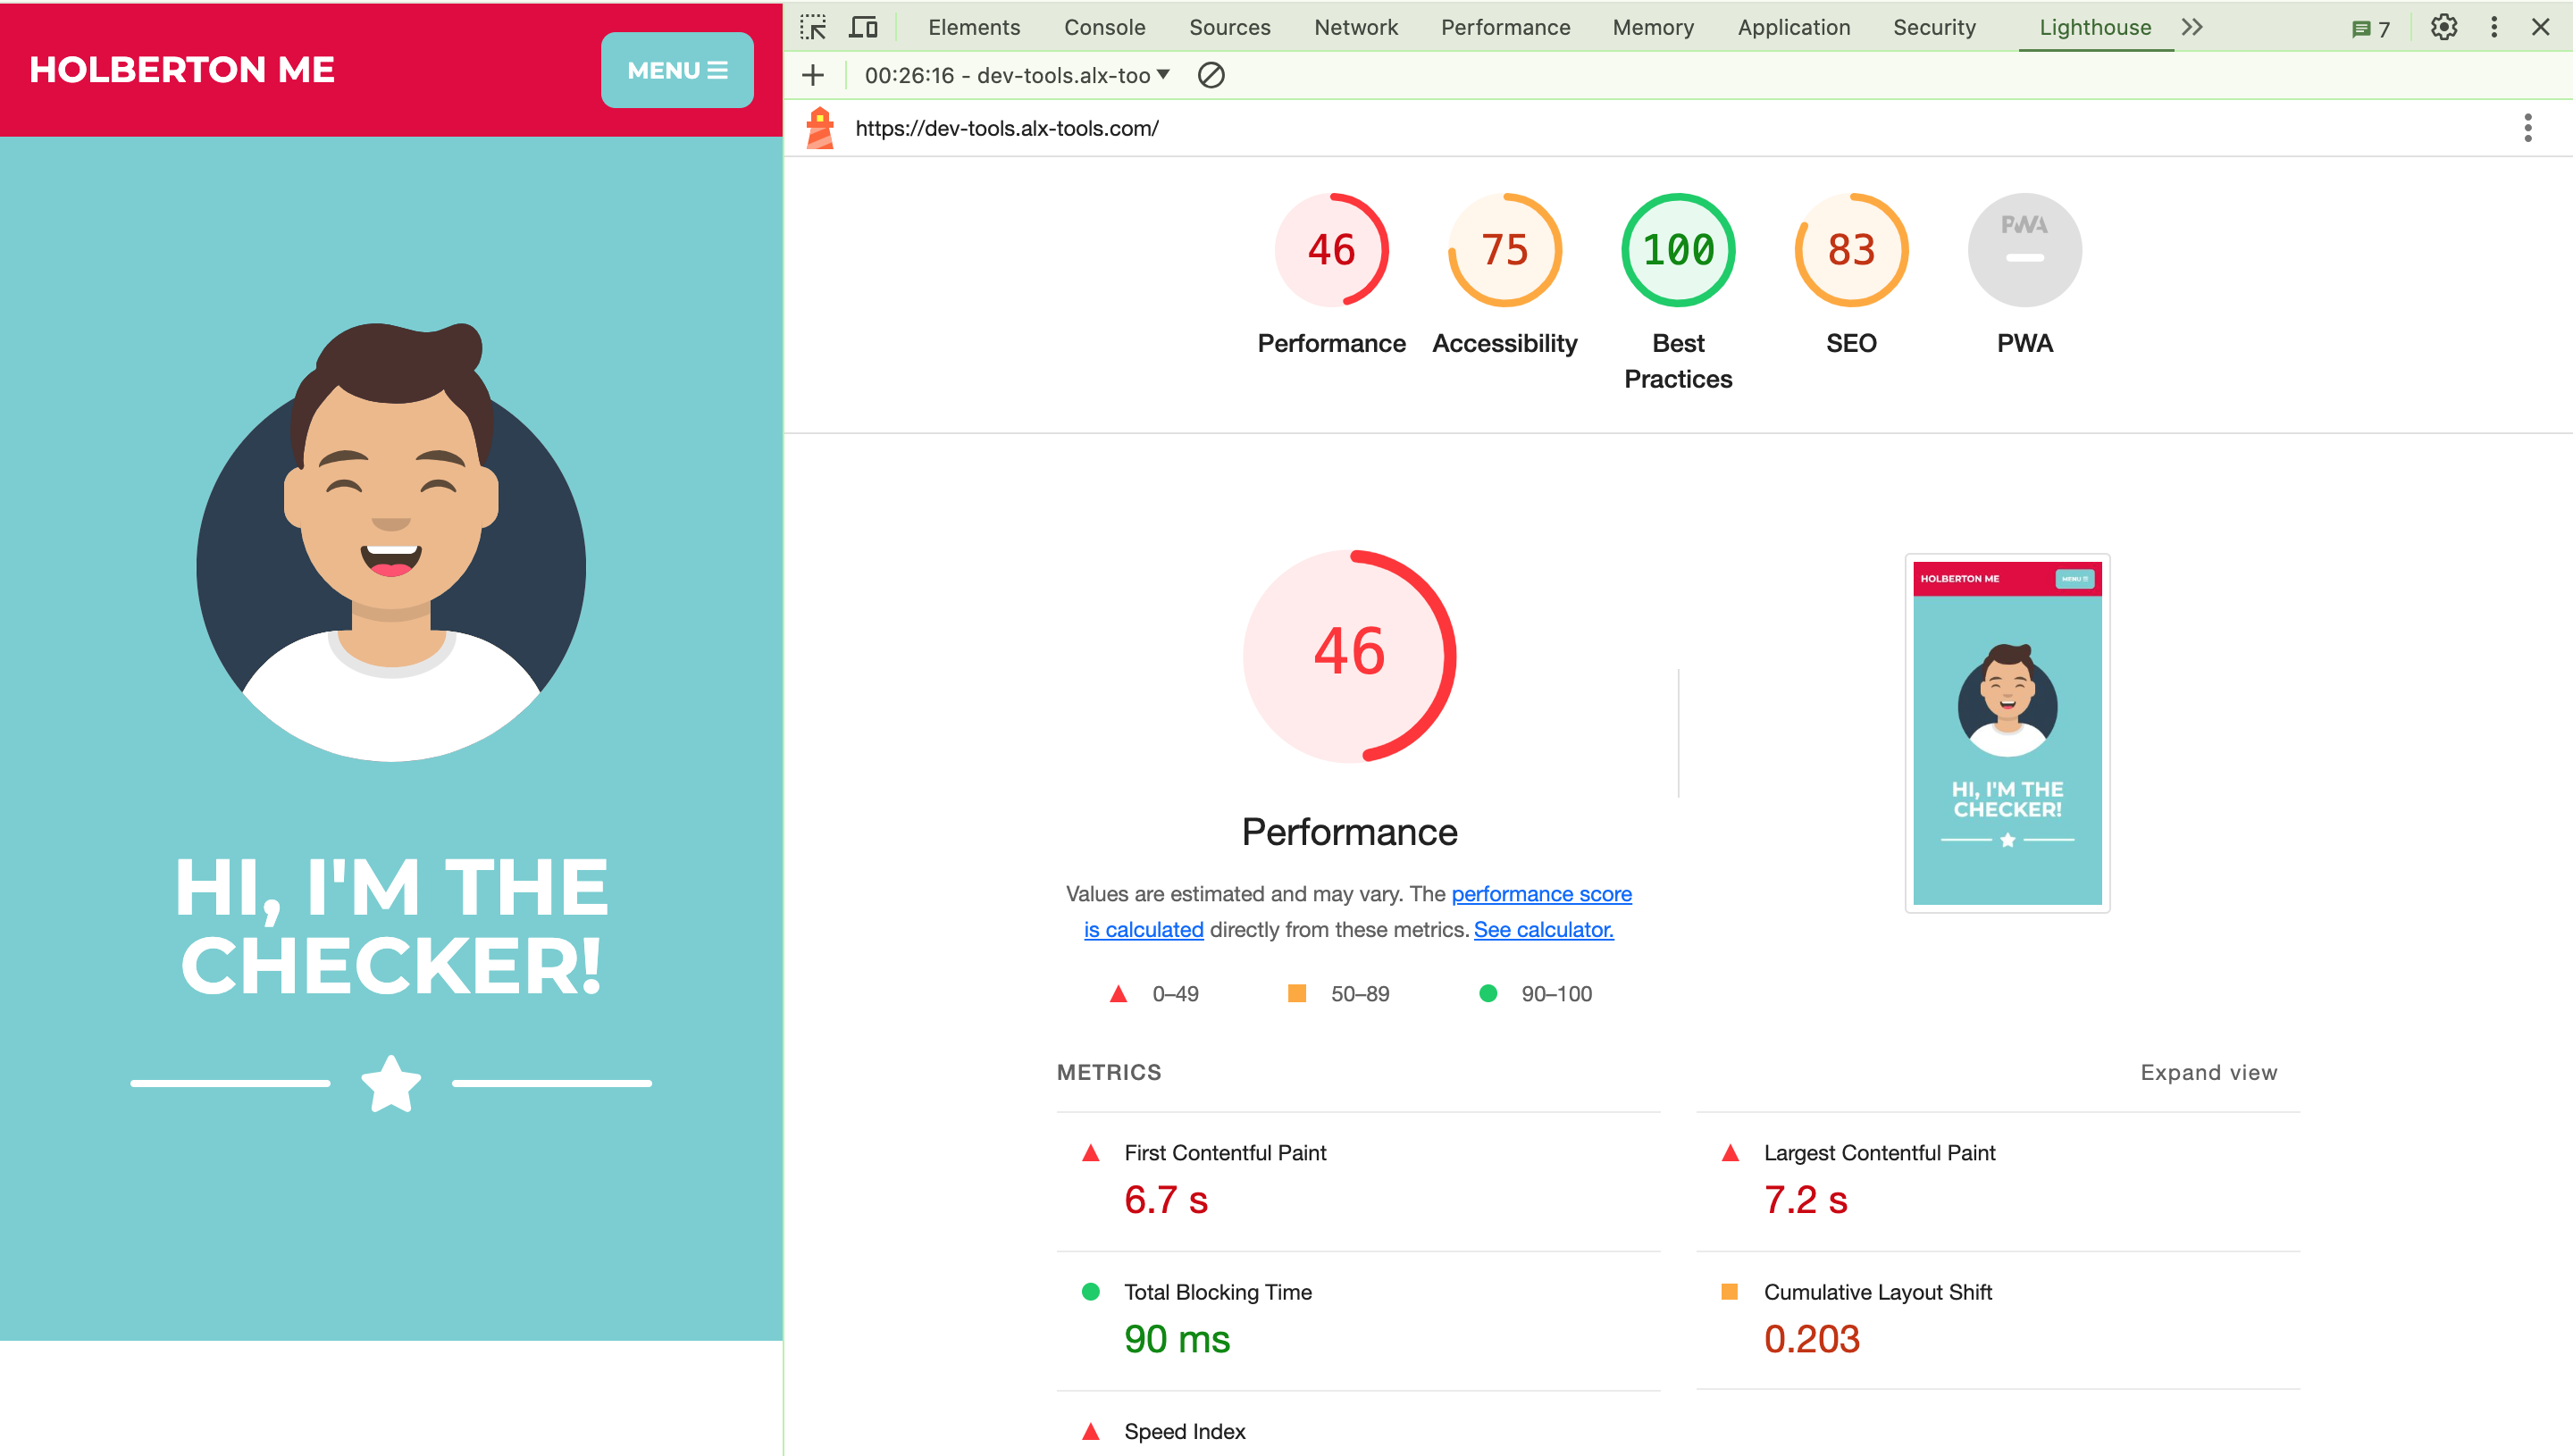 HOLBERTON ME
MENU
HI, I'M THE
CHECKER!
Elements Console Sources Network Performance Memory Application Security Lighthouse 7
00:26:16 - dev-tools.alx-too
https://dev-tools.alx-tools.com/
46 75 100 83 PWA
Performance Accessibility Best Practices SEO PWA
46
Performance
Values are estimated and may vary. The performance score
is calculated directly from these metrics. See calculator.
0–49 50–89 90–100
HOLBERTON ME MENU
HI, I'M THE
CHECKER!
METRICS Expand view
First Contentful Paint
6.7 s
Largest Contentful Paint
7.2 s
Total Blocking Time
90 ms
Cumulative Layout Shift
0.203
Speed Index